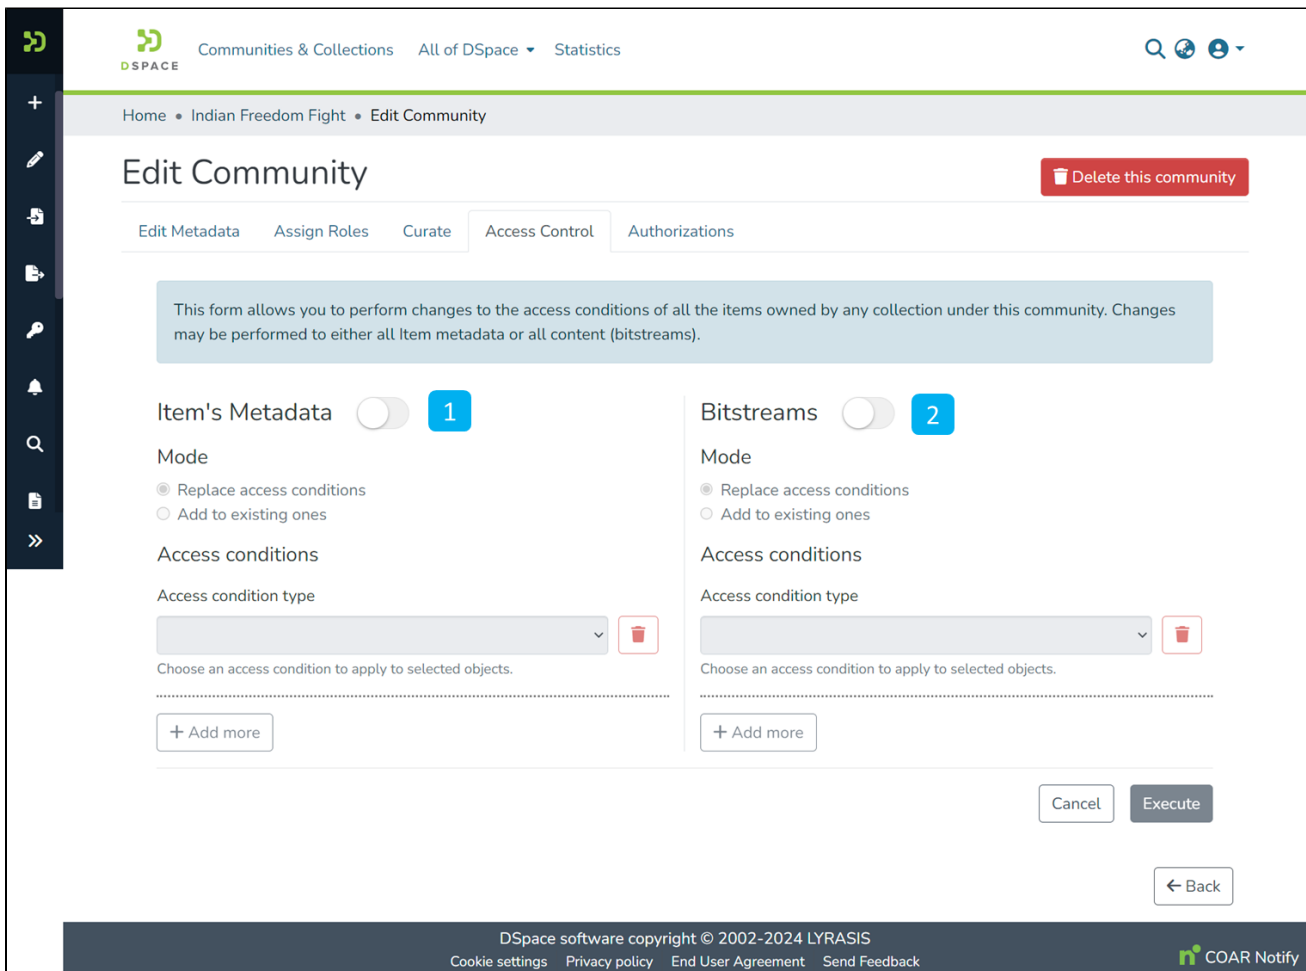 DSPACE
Communities & Collections All of DSpace Statistics
Home • Indian Freedom Fight • Edit Community
Edit Community
Delete this community
Edit Metadata Assign Roles Curate Access Control Authorizations
This form allows you to perform changes to the access conditions of all the items owned by any collection under this community. Changes
may be performed to either all Item metadata or all content (bitstreams).
Item's Metadata 1
Mode
Replace access conditions
Add to existing ones
Access conditions
Access condition type
Choose an access condition to apply to selected objects.
+ Add more
Bitstreams 2
Mode
Replace access conditions
Add to existing ones
Access conditions
Access condition type
Choose an access condition to apply to selected objects.
+ Add more
Cancel Execute
← Back
DSpace software copyright © 2002-2024 LYRASIS
Cookie settings Privacy policy End User Agreement Send Feedback
n COAR Notify